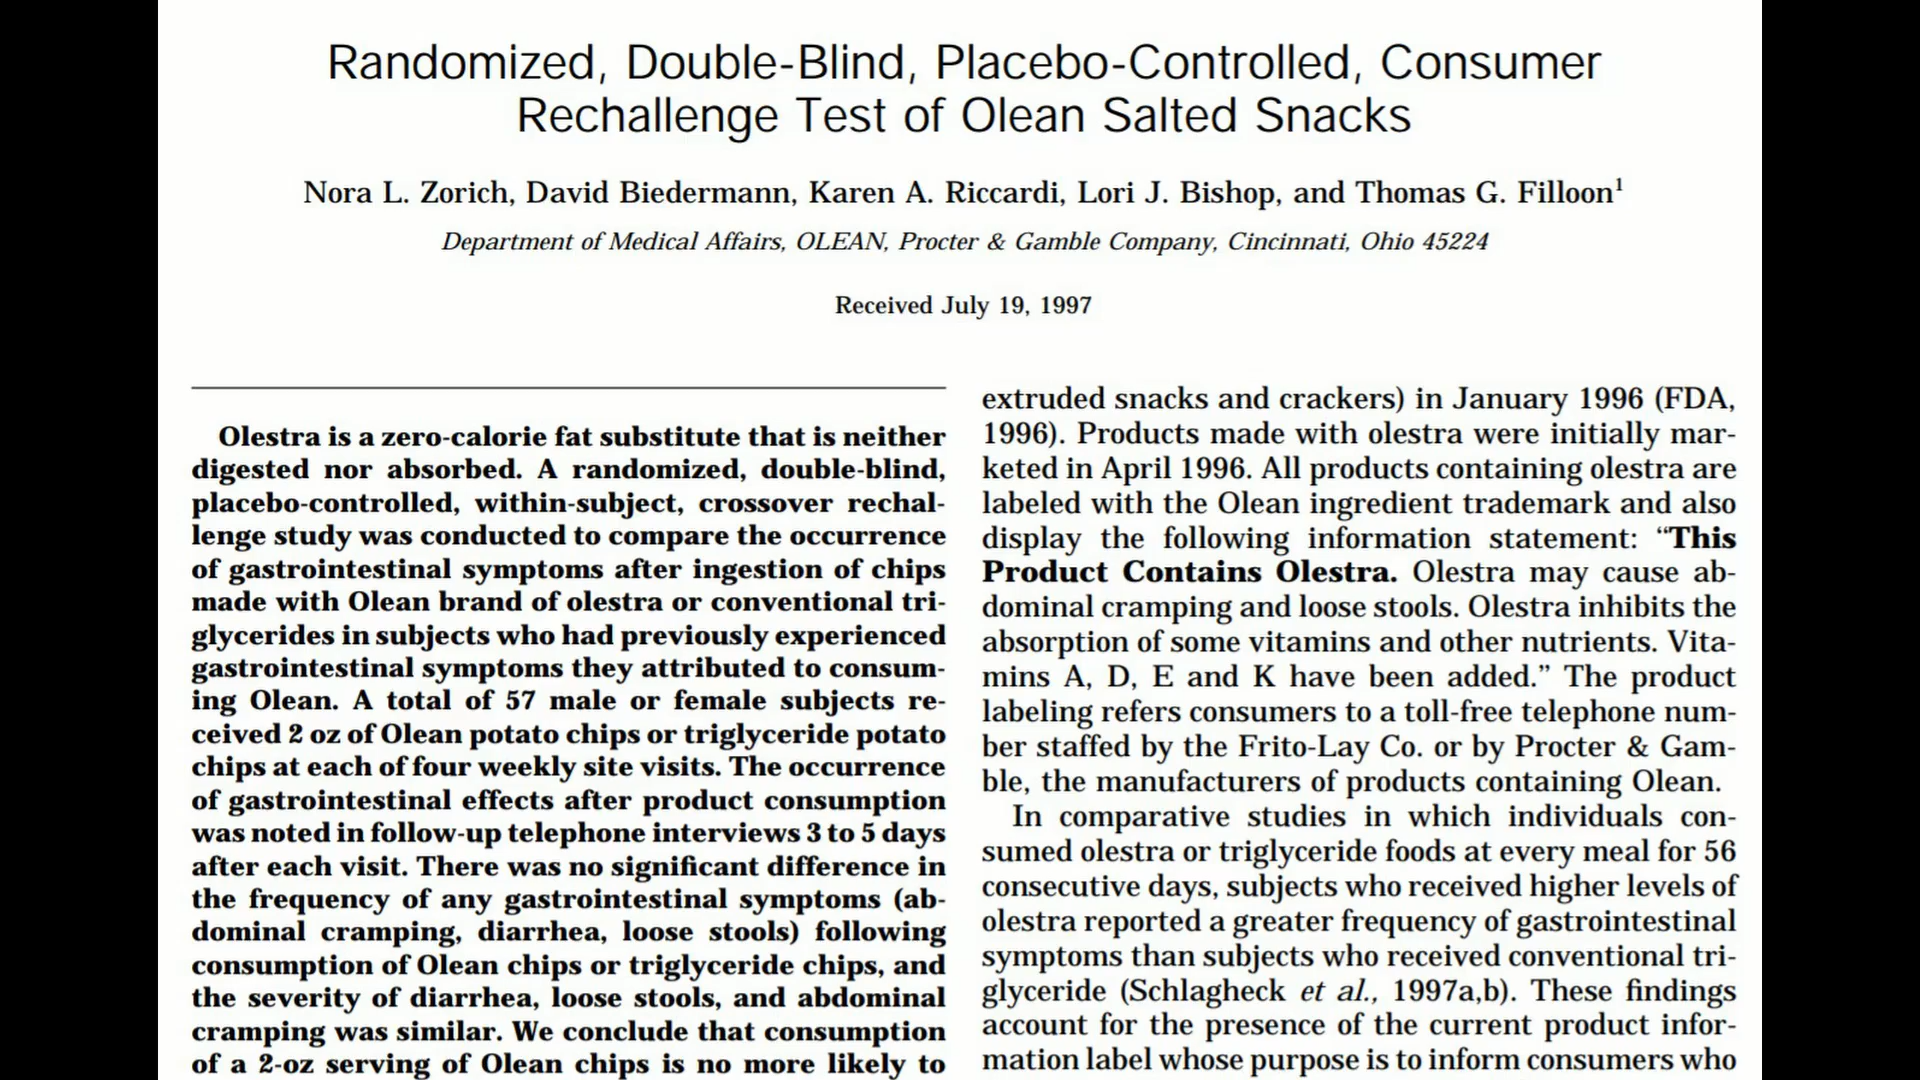 Randomized, Double-Blind, Placebo-Controlled, Consumer
Rechallenge Test of Olean Salted Snacks
Nora L. Zorich, David Biedermann, Karen A. Riccardi, Lori J. Bishop, and Thomas G. Filloon¹
Department of Medical Affairs, OLEAN, Procter & Gamble Company, Cincinnati, Ohio 45224
Received July 19, 1997
Olestra is a zero-calorie fat substitute that is neither
digested nor absorbed. A randomized, double-blind,
placebo-controlled, within-subject, crossover rechal-
lenge study was conducted to compare the occurrence
of gastrointestinal symptoms after ingestion of chips
made with Olean brand of olestra or conventional tri-
glycerides in subjects who had previously experienced
gastrointestinal symptoms they attributed to consum-
ing Olean. A total of 57 male or female subjects re-
ceived 2 oz of Olean potato chips or triglyceride potato
chips at each of four weekly site visits. The occurrence
of gastrointestinal effects after product consumption
was noted in follow-up telephone interviews 3 to 5 days
after each visit. There was no significant difference in
the frequency of any gastrointestinal symptoms (ab-
dominal cramping, diarrhea, loose stools) following
consumption of Olean chips or triglyceride chips, and
the severity of diarrhea, loose stools, and abdominal
cramping was similar. We conclude that consumption
of a 2-oz serving of Olean chips is no more likely to
extruded snacks and crackers) in January 1996 (FDA,
1996). Products made with olestra were initially mar-
keted in April 1996. All products containing olestra are
labeled with the Olean ingredient trademark and also
display the following information statement: “This
Product Contains Olestra. Olestra may cause ab-
dominal cramping and loose stools. Olestra inhibits the
absorption of some vitamins and other nutrients. Vita-
mins A, D, E and K have been added.” The product
labeling refers consumers to a toll-free telephone num-
ber staffed by the Frito-Lay Co. or by Procter & Gam-
ble, the manufacturers of products containing Olean.
In comparative studies in which individuals con-
sumed olestra or triglyceride foods at every meal for 56
consecutive days, subjects who received higher levels of
olestra reported a greater frequency of gastrointestinal
symptoms than subjects who received conventional tri-
glyceride (Schlagheck et al., 1997a,b). These findings
account for the presence of the current product infor-
mation label whose purpose is to inform consumers who